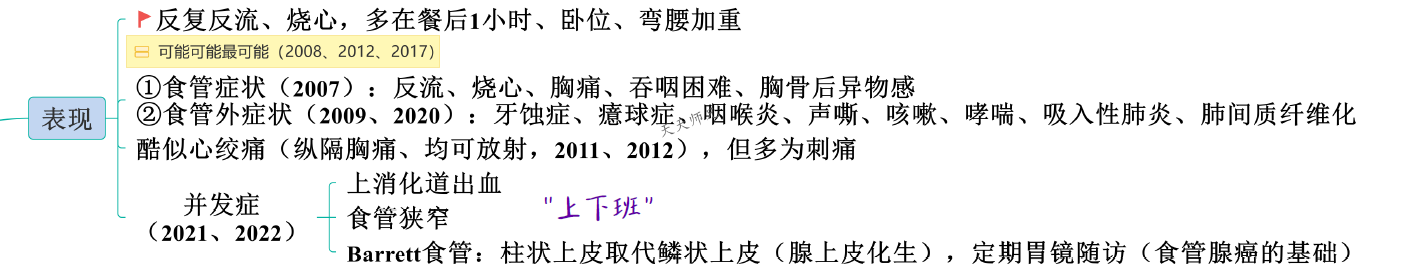 反复反流、烧心，多在餐后1小时、卧位、弯腰加重
可能可能最可能（2008、2012、2017）
①食管症状（2007）：反流、烧心、胸痛、吞咽困难、胸骨后异物感
表现
②食管外症状（2009、2020）：牙蚀症、癔球症、咽喉炎、声嘶、咳嗽、哮喘、吸入性肺炎、肺间质纤维化
天天师
酷似心绞痛（纵隔胸痛、均可放射，2011、2012），但多为刺痛
并发症
（2021、2022）
上消化道出血
食管狭窄
"上下班"
Barrett食管：柱状上皮取代鳞状上皮（腺上皮化生），定期胃镜随访（食管腺癌的基础）